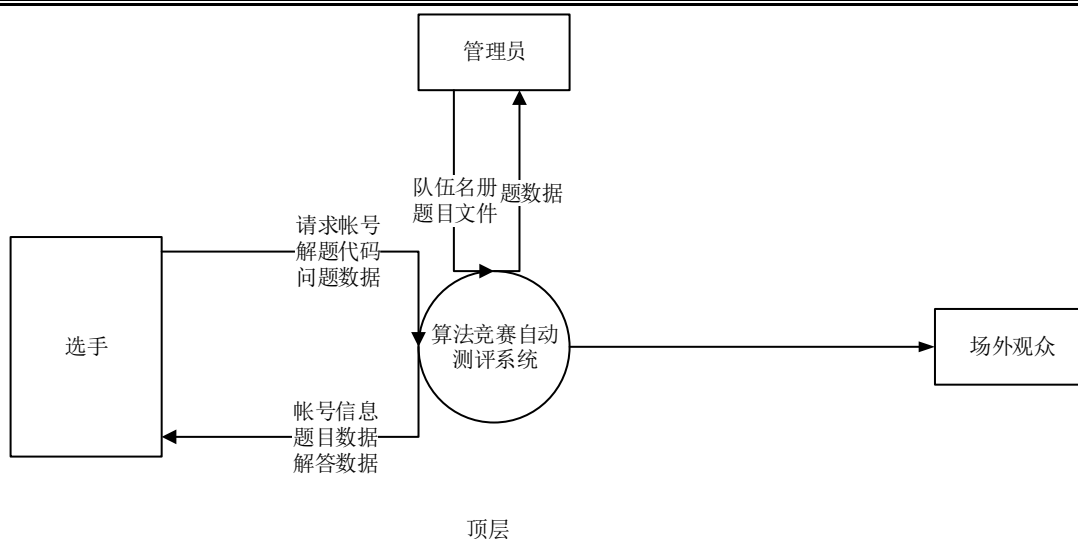 管理员
队伍名册
题目文件
题数据
请求帐号
解题代码
问题数据
选手
算法竞赛自动
测评系统
场外观众
帐号信息
题目数据
解答数据
顶层